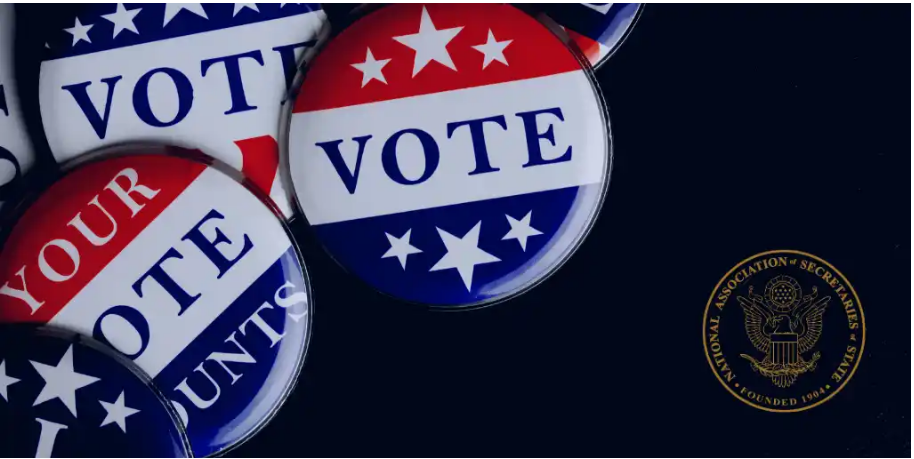 VOTE
VOTE
YOUR
VOTE
COUNTS
I
NATIONAL ASSOCIATION of SECRETARIES of STATE
• FOUNDED 1904 •